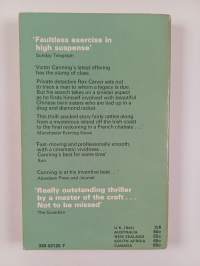 'Faultless exercise in
high suspense'
Sunday Telegraph
Victor Canning's latest offering
has the stamp of class...
Private detective Rex Carver sets out
to trace a man to whom a legacy is due.
But his search takes on a sinister aspect
as he finds himself involved with beautiful
Chinese twin sisters who are tied up in a
drug and diamond racket.
This thick-packed story fairly rattles along
from a mysterious island off the Irish coast
to the final reckoning in a French chateau...
Manchester Evening News
Fast-moving and professionally smooth,
with a cinematic vividness...
Canning's best for some time'
Sun
Canning is at his inventive best...'
Aberdeen Press and Journal
'Really outstanding thriller
by a master of the craft...
Not to be missed'
The Guardian
U.K. (Net)
AUSTRALIA
NEW ZEALAND
SOUTH AFRICA
CANADA